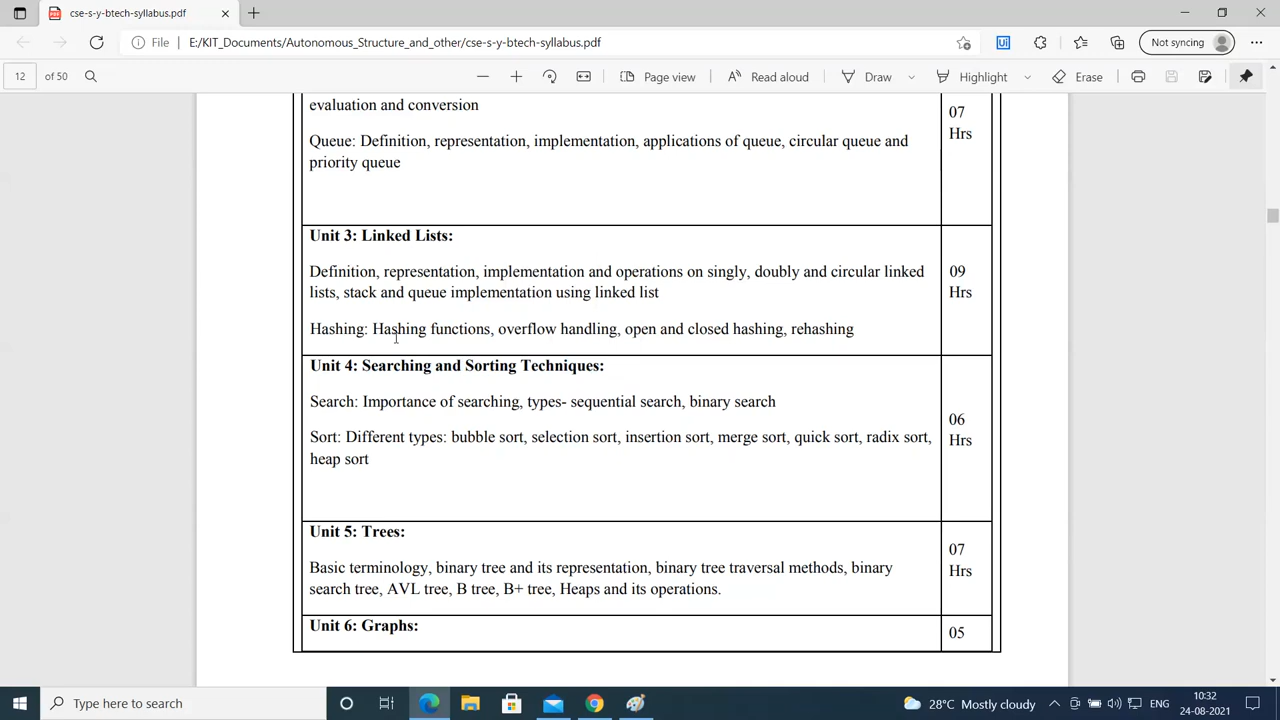 cse-s-y-btech-syllabus.pdf
File
E:/KIT_Documents/Autonomous_Structure_and_other/cse-s-y-btech-syllabus.pdf
Not syncing
12 of 50
Page view
Read aloud
Draw
Highlight
Erase
evaluation and conversion
07
Hrs
Queue: Definition, representation, implementation, applications of queue, circular queue and
priority queue
Unit 3: Linked Lists:
Definition, representation, implementation and operations on singly, doubly and circular linked
lists, stack and queue implementation using linked list
09
Hrs
Hashing: Hashing functions, overflow handling, open and closed hashing, rehashing
Unit 4: Searching and Sorting Techniques:
Search: Importance of searching, types- sequential search, binary search
06
Hrs
Sort: Different types: bubble sort, selection sort, insertion sort, merge sort, quick sort, radix sort,
heap sort
Unit 5: Trees:
Basic terminology, binary tree and its representation, binary tree traversal methods, binary
search tree, AVL tree, B tree, B+ tree, Heaps and its operations.
07
Hrs
Unit 6: Graphs:
05
Type here to search
28°C Mostly cloudy
ENG
10:32
24-08-2021